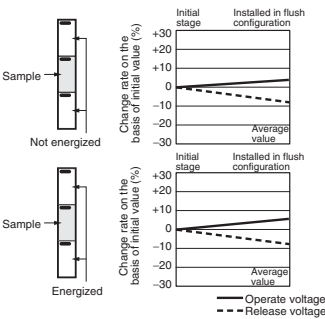 Sample
Not energized
Change rate on the
basis of initial value (%)
Initial
stage
Installed in flush
configuration
+30
+20
+10
0
−10
−20
−30
Average
value
Sample
Energized
Change rate on the
basis of initial value (%)
Initial
stage
Installed in flush
configuration
+30
+20
+10
0
−10
−20
−30
Average
value
Operate voltage
Release voltage